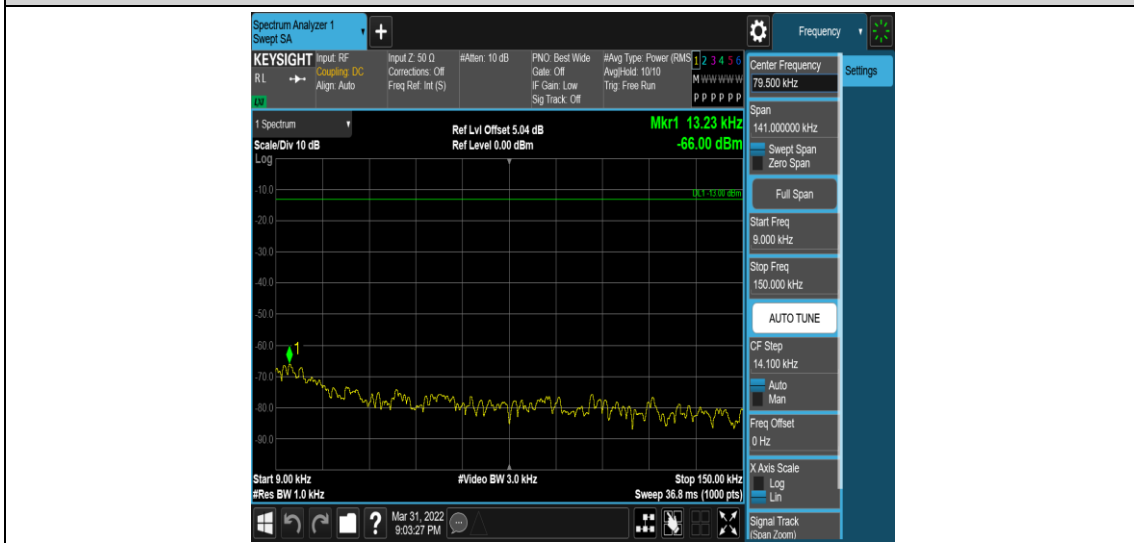 Spectrum Analyzer 1
Swept SA
+
Frequency
KEYSIGHT
RL
Input: RF
Coupling: DC
Align: Auto
Input Z: 50 Ω
Corrections: Off
Freq Ref: Int (S)
#Atten: 10 dB
PNO: Best Wide
Gate: Off
IF Gain: Low
Sig Track: Off
#Avg Type: Power (RMS
Avg|Hold: 10/10
Trig: Free Run
1 2 3 4 5 6
M W W W W W
P P P P P P
Center Frequency
79.500 kHz
Settings
Span
141.000000 kHz
Swept Span
Zero Span
Full Span
Start Freq
9.000 kHz
Stop Freq
150.000 kHz
AUTO TUNE
CF Step
14.100 kHz
Auto
Man
Freq Offset
0 Hz
X Axis Scale
Log
Lin
Signal Track
(Span Zoom)
1 Spectrum
Scale/Div 10 dB
Log
Ref Lvl Offset 5.04 dB
Ref Level 0.00 dBm
Mkr1 13.23 kHz
-66.00 dBm
DL1 -13.00 dBm
-10.0
-20.0
-30.0
-40.0
-50.0
-60.0
1
-70.0
-80.0
-90.0
Start 9.00 kHz
#Video BW 3.0 kHz
Stop 150.00 kHz
#Res BW 1.0 kHz
Sweep 36.8 ms (1000 pts)
?
Mar 31, 2022
9:03:27 PM